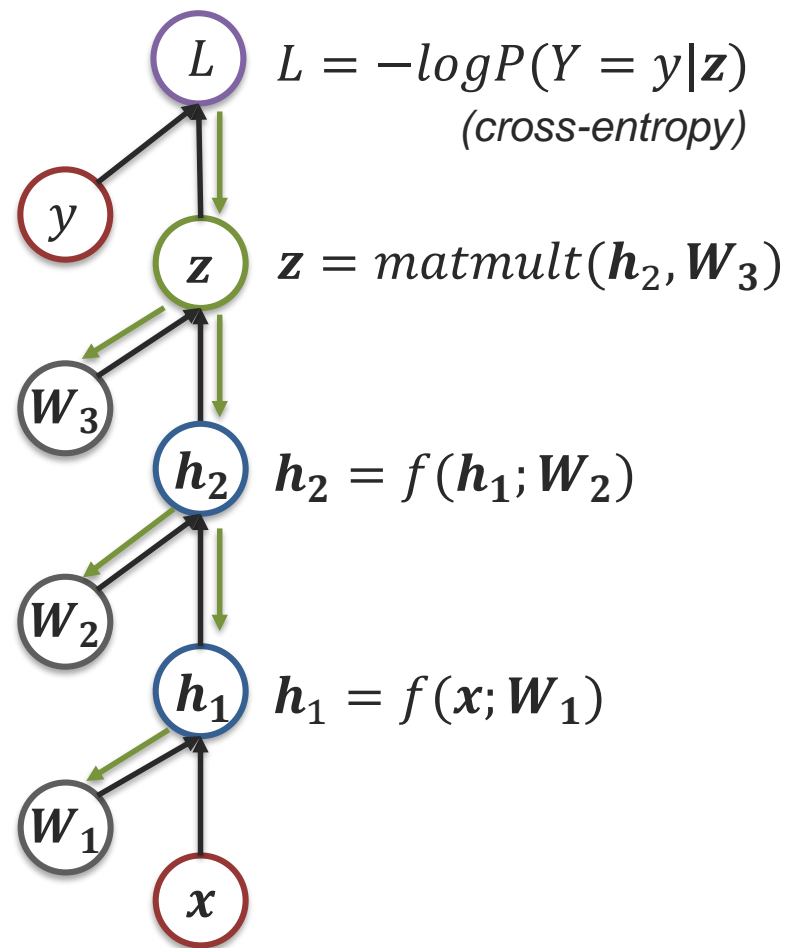 L L = −logP(Y = y|z)
(cross-entropy)
y
z z = matmult(h₂, W₃)
W₃
h₂ h₂ = f(h₁; W₂)
W₂
h₁ h₁ = f(x; W₁)
W₁
x